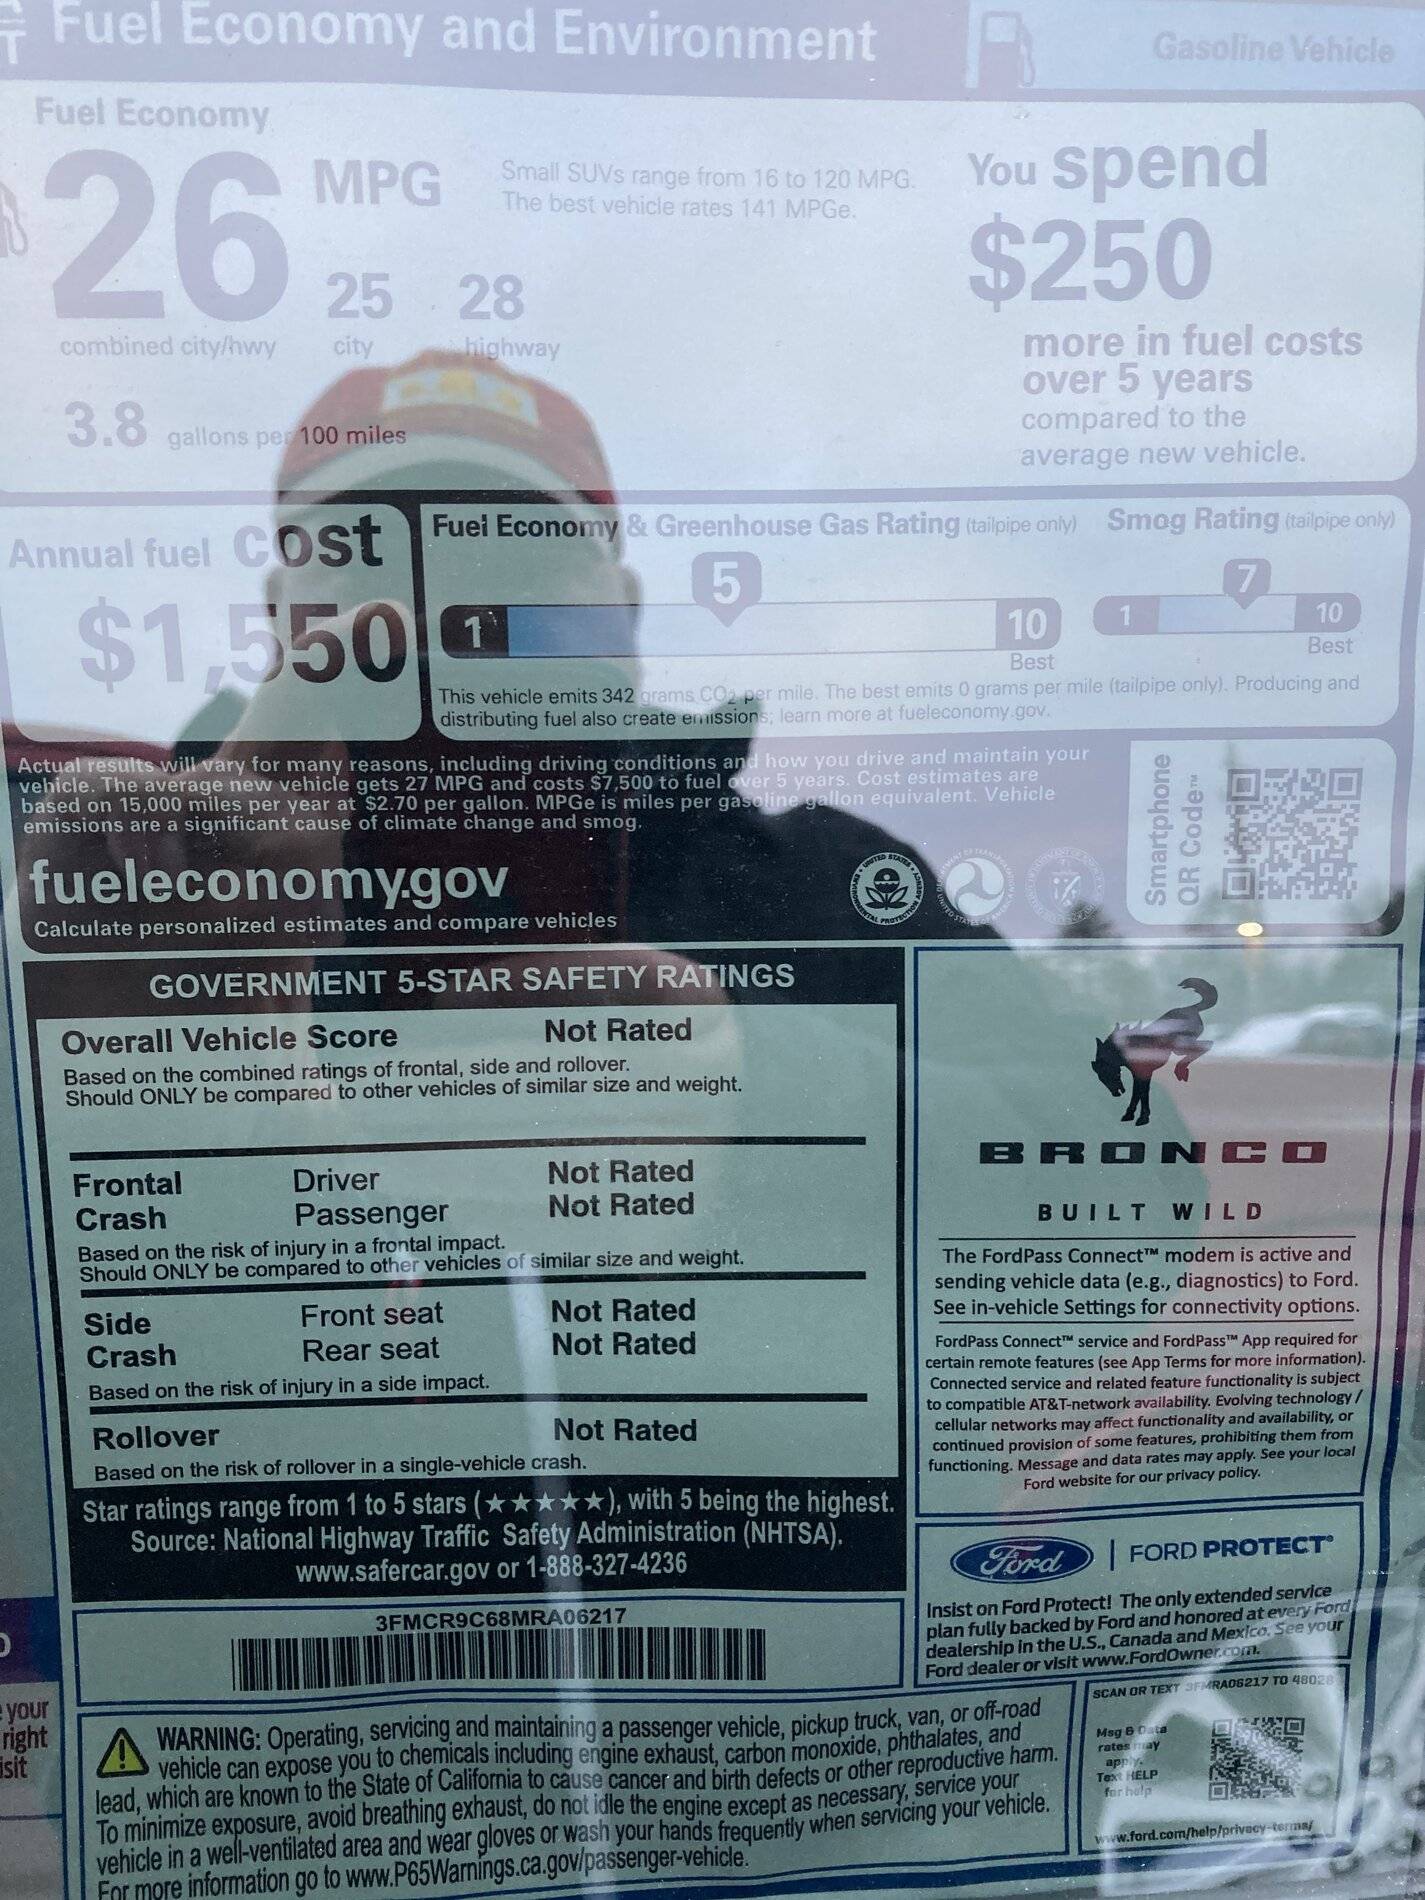 Fuel Economy and Environment
Gasoline Vehicle
Fuel Economy
26 MPG
Small SUVs range from 16 to 120 MPG.
The best vehicle rates 141 MPGe.
25 28
combined city/hwy city highway
3.8 gallons per 100 miles
You spend
$250
more in fuel costs
over 5 years
compared to the
average new vehicle.
Annual fuel cost
$1,550
Fuel Economy & Greenhouse Gas Rating (tailpipe only)
5
1 10
Best
Smog Rating (tailpipe only)
7
1 10
Best
This vehicle emits 342 grams CO2 per mile. The best emits 0 grams per mile (tailpipe only). Producing and
distributing fuel also create emissions; learn more at fueleconomy.gov.
Actual results will vary for many reasons, including driving conditions and how you drive and maintain your
vehicle. The average new vehicle gets 27 MPG and costs $7,500 to fuel over 5 years. Cost estimates are
based on 15,000 miles per year at $2.70 per gallon. MPGe is miles per gasoline gallon equivalent. Vehicle
emissions are a significant cause of climate change and smog.
fueleconomy.gov
Calculate personalized estimates and compare vehicles
Smartphone
QR Code™
GOVERNMENT 5-STAR SAFETY RATINGS
Overall Vehicle Score Not Rated
Based on the combined ratings of frontal, side and rollover.
Should ONLY be compared to other vehicles of similar size and weight.
Frontal Driver Not Rated
Crash Passenger Not Rated
Based on the risk of injury in a frontal impact.
Should ONLY be compared to other vehicles of similar size and weight.
Side Front seat Not Rated
Crash Rear seat Not Rated
Based on the risk of injury in a side impact.
Rollover Not Rated
Based on the risk of rollover in a single-vehicle crash.
Star ratings range from 1 to 5 stars (★★★★★), with 5 being the highest.
Source: National Highway Traffic Safety Administration (NHTSA).
www.safercar.gov or 1-888-327-4236
3FMCR9C68MRA06217
BRONCO
BUILT WILD
The FordPass Connect™ modem is active and
sending vehicle data (e.g., diagnostics) to Ford.
See in-vehicle Settings for connectivity options.
FordPass Connect™ service and FordPass™ App required for
certain remote features (see App Terms for more information).
Connected service and related feature functionality is subject
to compatible AT&T-network availability. Evolving technology /
cellular networks may affect functionality and availability, or
continued provision of some features, prohibiting them from
functioning. Message and data rates may apply. See your local
Ford website for our privacy policy.
Ford | FORD PROTECT®
Insist on Ford Protect! The only extended service
plan fully backed by Ford and honored at every Ford
dealership in the U.S., Canada and Mexico. See your
Ford dealer or visit www.FordOwner.com.
SCAN OR TEXT 3FMRA06217 TO 48028
Msg & Data
rates may
apply.
Text HELP
for help
www.ford.com/help/privacy-terms/
your
right
isit
WARNING: Operating, servicing and maintaining a passenger vehicle, pickup truck, van, or off-road
vehicle can expose you to chemicals including engine exhaust, carbon monoxide, phthalates, and
lead, which are known to the State of California to cause cancer and birth defects or other reproductive harm.
To minimize exposure, avoid breathing exhaust, do not idle the engine except as necessary, service your
vehicle in a well-ventilated area and wear gloves or wash your hands frequently when servicing your vehicle.
For more information go to www.P65Warnings.ca.gov/passenger-vehicle.